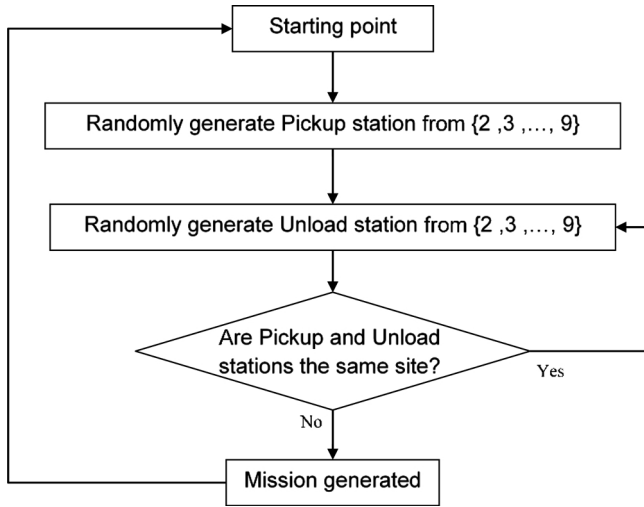 Starting point
Randomly generate Pickup station from {2 ,3 ,…, 9}
Randomly generate Unload station from {2 ,3 ,…, 9}
Are Pickup and Unload
stations the same site?
Yes
No
Mission generated